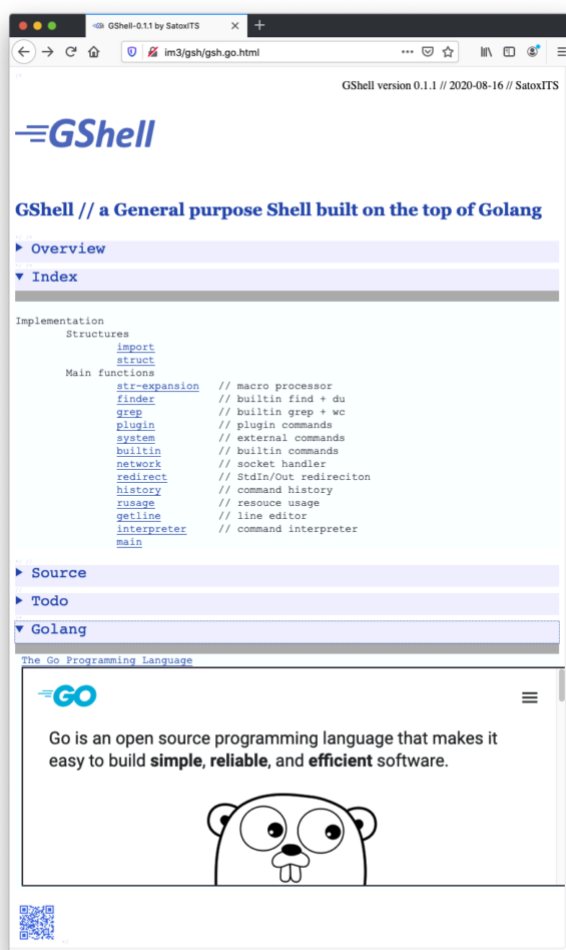 GShell-0.1.1 by SatoxITS
im3/gsh/gsh.go.html
GShell version 0.1.1 // 2020-08-16 // SatoxITS
GShell
GShell // a General purpose Shell built on the top of Golang
Overview
Index
Implementation
Structures
import
struct
Main functions
str-expansion // macro processor
finder // builtin find + du
grep // builtin grep + wc
plugin // plugin commands
system // external commands
builtin // builtin commands
network // socket handler
redirect // StdIn/Out redireciton
history // command history
rusage // resouce usage
getline // line editor
interpreter // command interpreter
main
Source
Todo
Golang
The Go Programming Language
GO
Go is an open source programming language that makes it
easy to build simple, reliable, and efficient software.